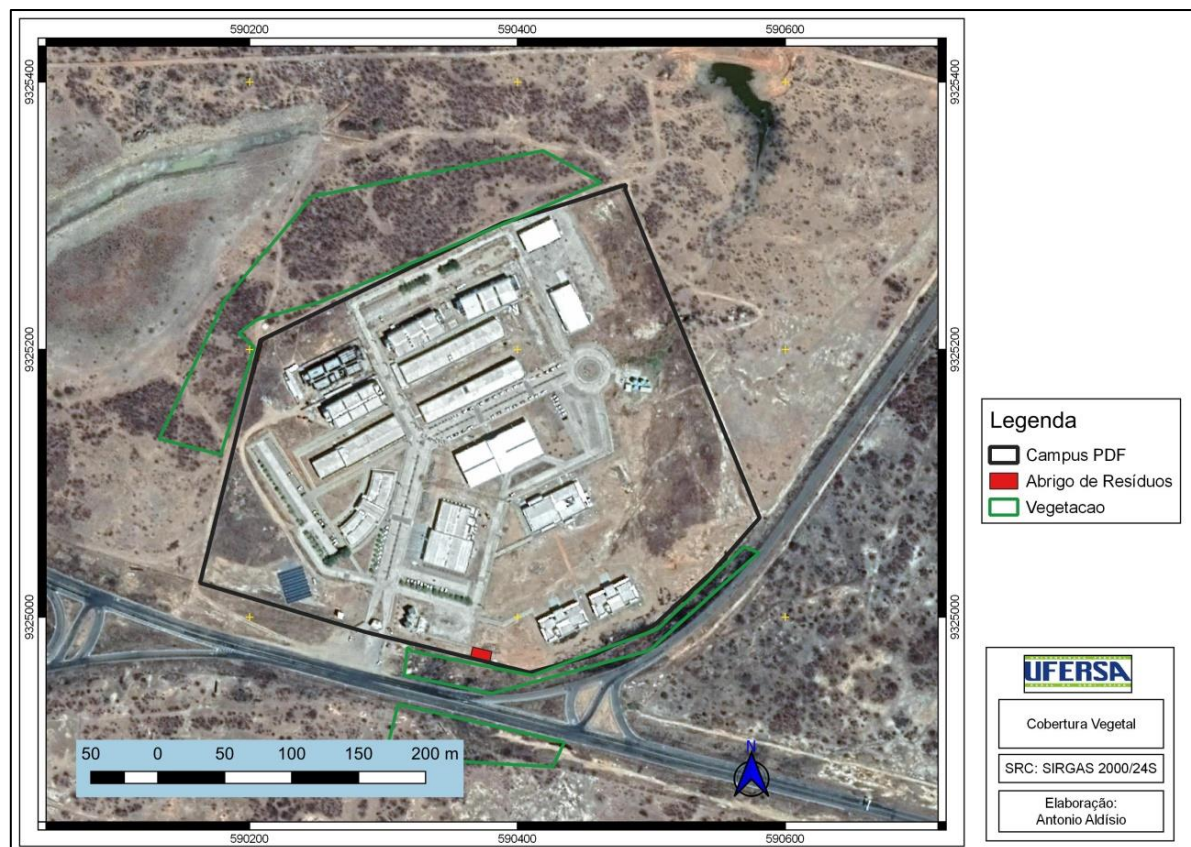 590200 590400 590600
9325400 9325400
9325200 9325200
9325000 9325000
Legenda
Campus PDF
Abrigo de Resíduos
Vegetacao
50 0 50 100 150 200 m
N
590200 590400 590600
UFERSA
Cobertura Vegetal
SRC: SIRGAS 2000/24S
Elaboração:
Antonio Aldísio